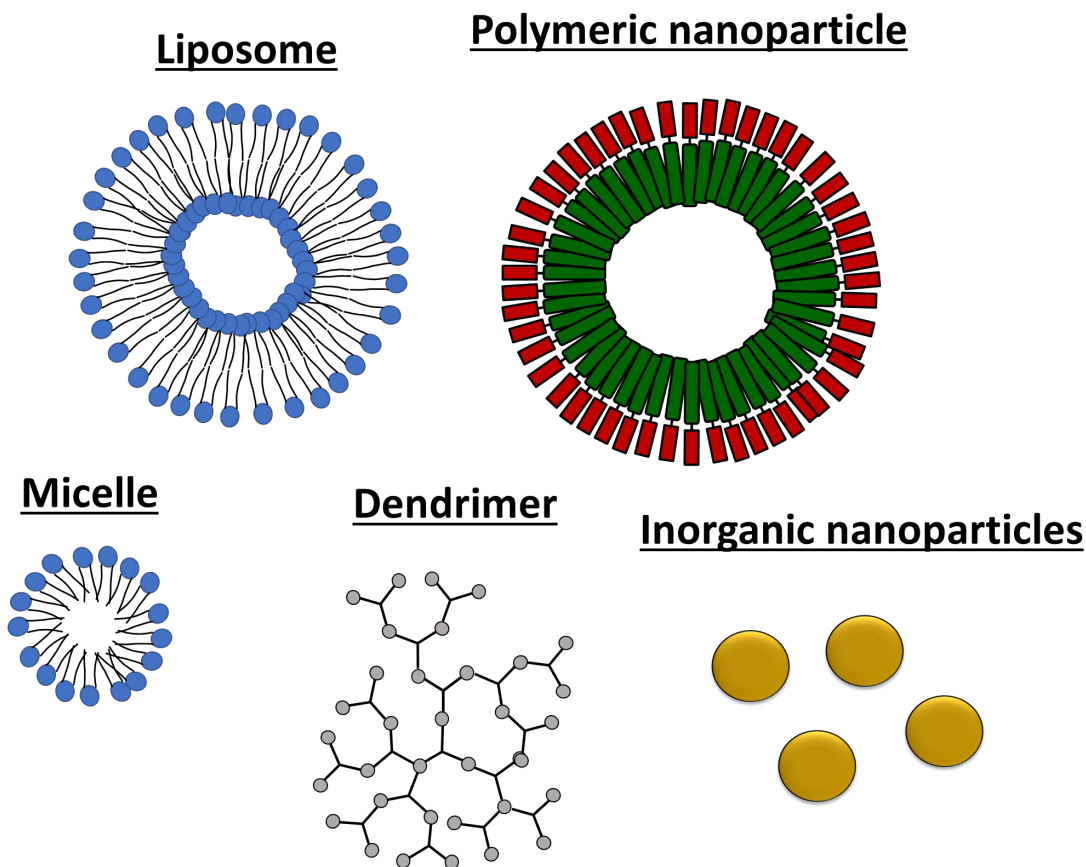 Liposome
Polymeric nanoparticle
Micelle
Dendrimer
Inorganic nanoparticles